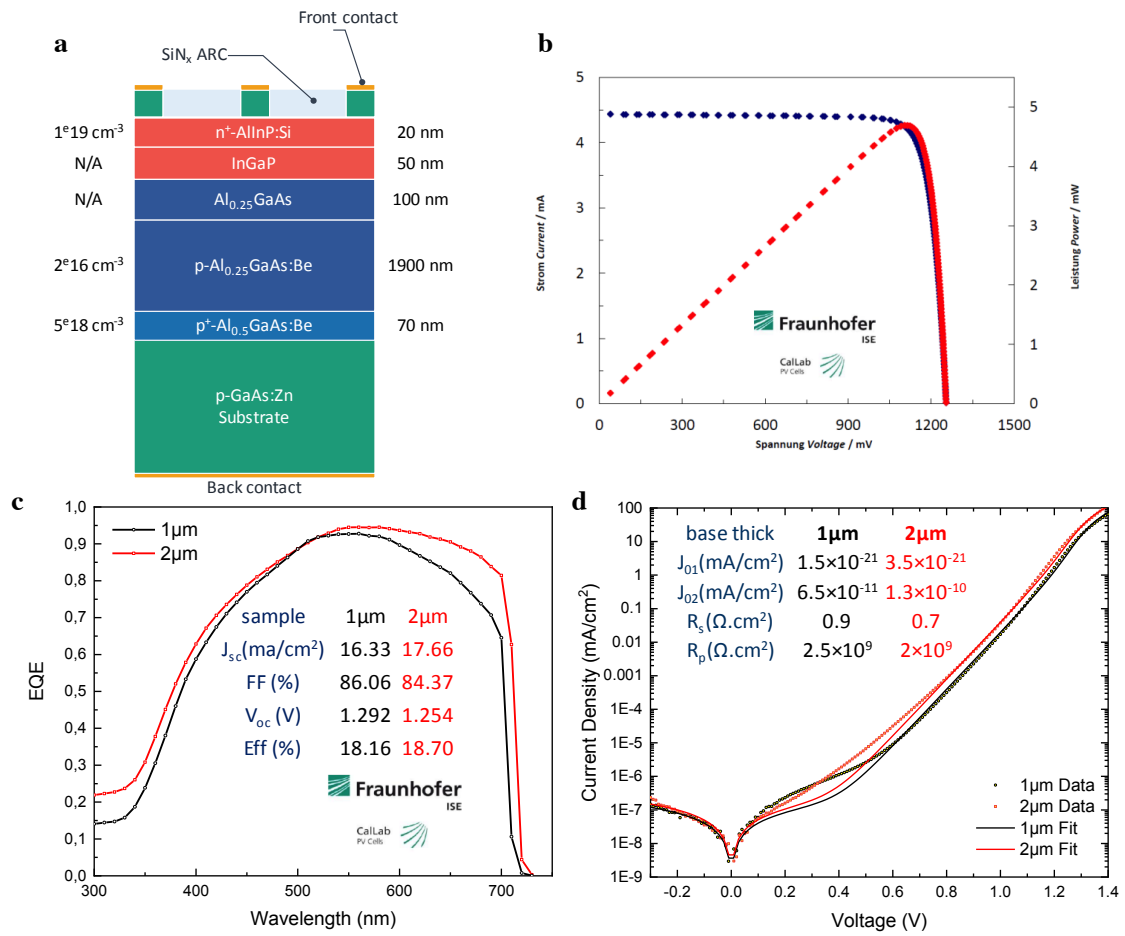 a
Front contact
SiNx ARC
1e19 cm-3 n+-AlInP:Si 20 nm
N/A InGaP 50 nm
N/A Al0.25GaAs 100 nm
2e16 cm-3 p-Al0.25GaAs:Be 1900 nm
5e18 cm-3 p+-Al0.5GaAs:Be 70 nm
p-GaAs:Zn
Substrate
Back contact
b
5
4
3
2
1
0
Strom Current / mA
5
4
3
2
1
0
Leistung Power / mW
0 300 600 900 1200 1500
Spannung Voltage / mV
Fraunhofer
ISE
CalLab
PV Cells
c
1,0
0,9
0,8
0,7
0,6
0,5
0,4
0,3
0,2
0,1
0,0
EQE
1μm
2μm
sample 1μm 2μm
Jsc(ma/cm2) 16.33 17.66
FF (%) 86.06 84.37
Voc (V) 1.292 1.254
Eff (%) 18.16 18.70
Fraunhofer
ISE
CalLab
PV Cells
300 400 500 600 700
Wavelength (nm)
d
100
10
1
0.1
0.01
0.001
1E-4
1E-5
1E-6
1E-7
1E-8
1E-9
Current Density (mA/cm2)
base thick 1μm 2μm
J01(mA/cm2) 1.5×10-21 3.5×10-21
J02(mA/cm2) 6.5×10-11 1.3×10-10
Rs(Ω.cm2) 0.9 0.7
Rp(Ω.cm2) 2.5×109 2×109
1μm Data
2μm Data
1μm Fit
2μm Fit
-0.2 0.0 0.2 0.4 0.6 0.8 1.0 1.2 1.4
Voltage (V)